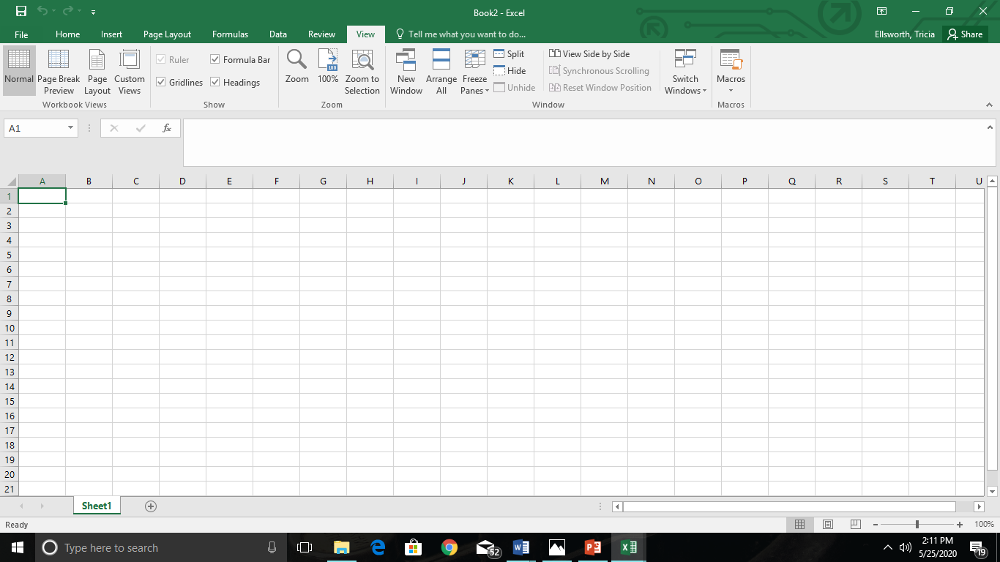 Book2 - Excel
File Home Insert Page Layout Formulas Data Review View Tell me what you want to do... Ellsworth, Tricia Share
Normal Page Break Preview Page Layout Custom Views
Workbook Views
Ruler Formula Bar
Gridlines Headings
Show
Zoom 100% Zoom to Selection
100
Zoom
New Window Arrange All Freeze Panes
Split
Hide
Unhide
View Side by Side
Synchronous Scrolling
Reset Window Position
Switch Windows
Window
Macros
Macros
A1 fx
A B C D E F G H I J K L M N O P Q R S T U
1
2
3
4
5
6
7
8
9
10
11
12
13
14
15
16
17
18
19
20
21
Sheet1
Ready 100%
Type here to search 52 2:11 PM
5/25/2020 19